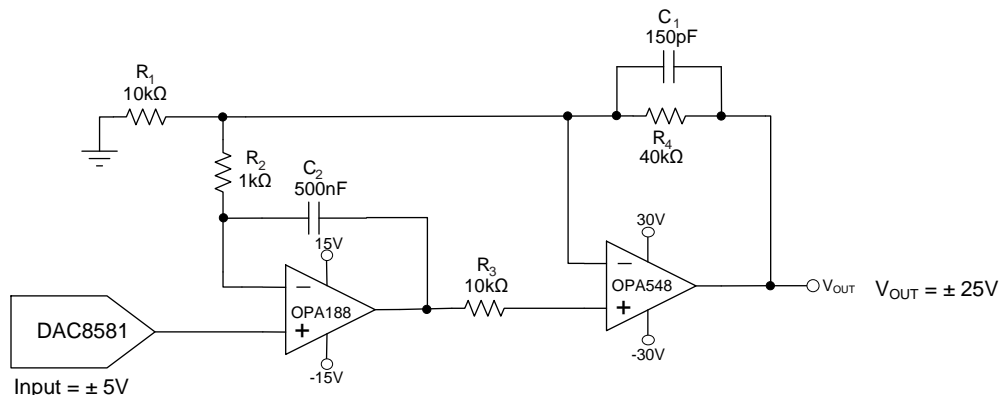 C1
150pF
R1
10kΩ
R4
40kΩ
R2
1kΩ
C2
500nF
15V
30V
R3
10kΩ
−
OPA188
+
−
OPA548
+
VOUT
VOUT = ± 25V
DAC8581
-15V
-30V
Input = ± 5V